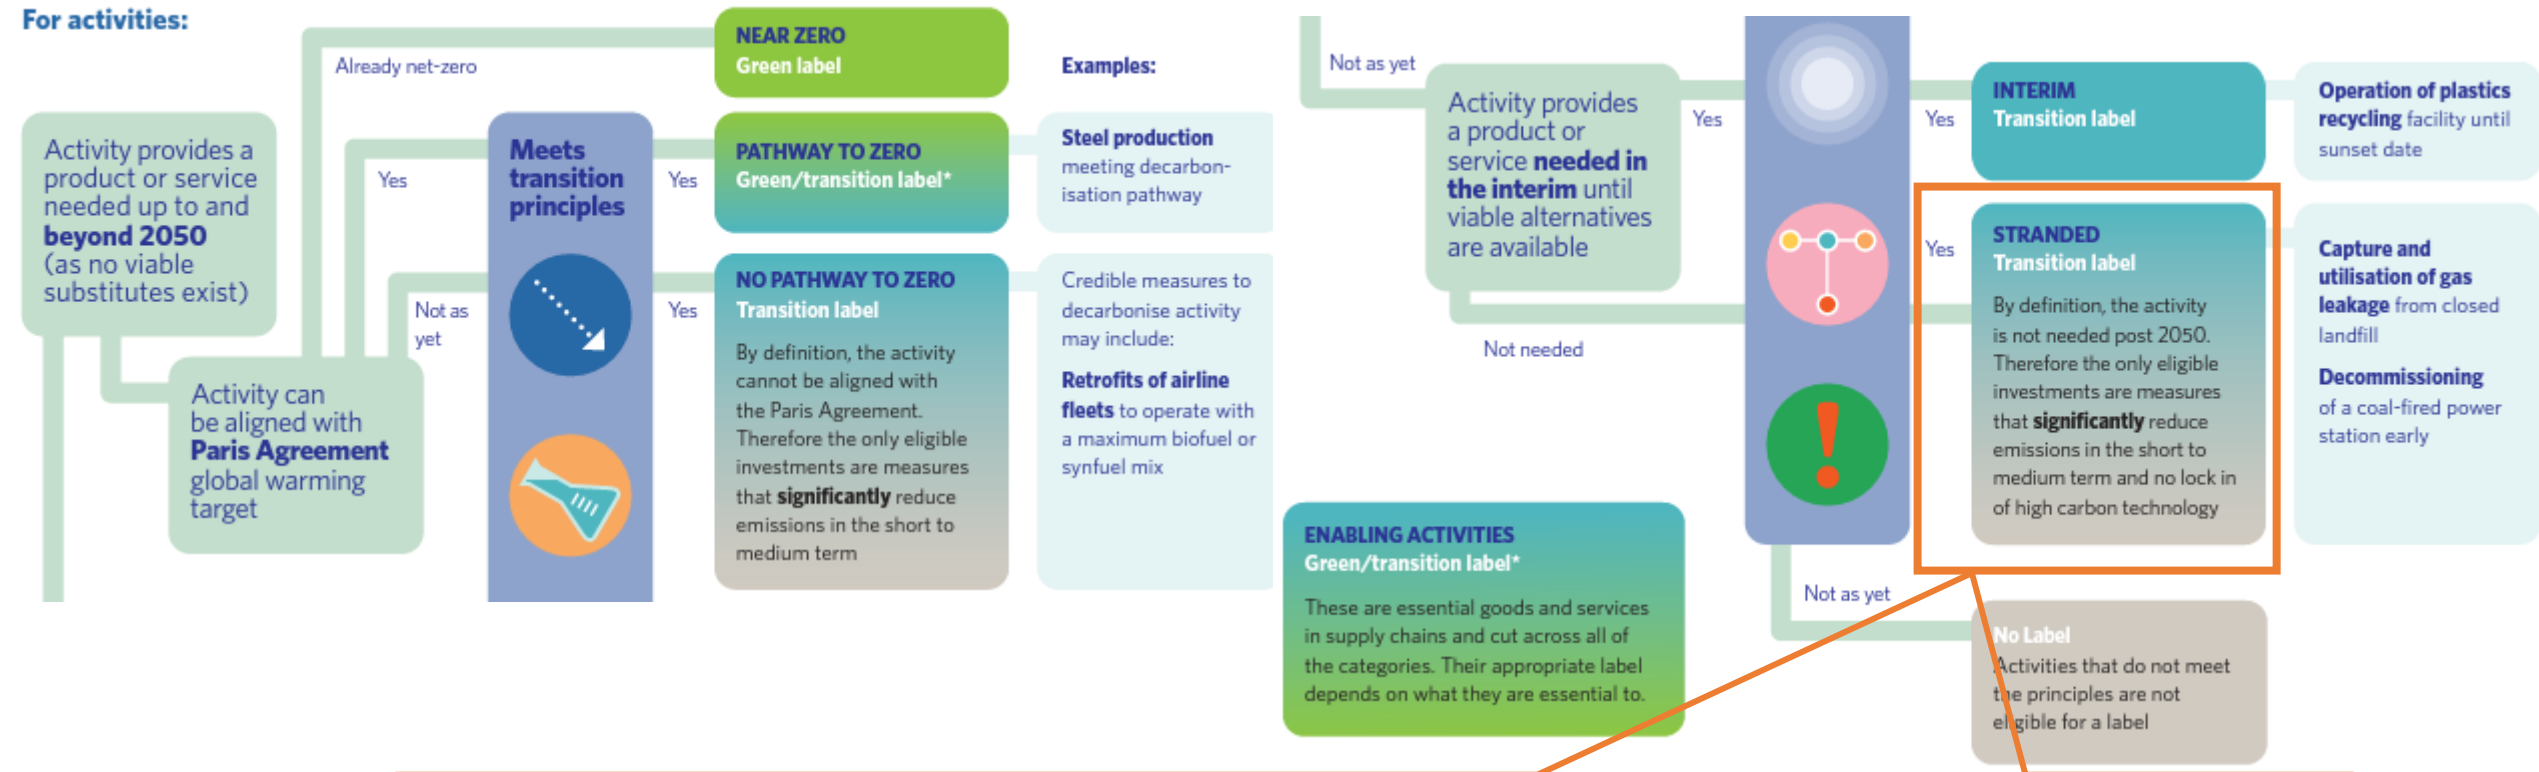 For activities:
Already net-zero
NEAR ZERO
Green label
Examples:
Activity provides a
product or service
needed up to and
beyond 2050
(as no viable
substitutes exist)
Yes
Meets
transition
principles
Yes
PATHWAY TO ZERO
Green/transition label*
Steel production
meeting decarbon-
isation pathway
Not as
yet
Yes
NO PATHWAY TO ZERO
Transition label
By definition, the activity
cannot be aligned with
the Paris Agreement.
Therefore the only eligible
investments are measures
that significantly reduce
emissions in the short to
medium term
Credible measures to
decarbonise activity
may include:
Retrofits of airline
fleets to operate with
a maximum biofuel or
synfuel mix
Activity can
be aligned with
Paris Agreement
global warming
target
Not as yet
Activity provides
a product or
service needed in
the interim until
viable alternatives
are available
Yes
Yes
INTERIM
Transition label
Operation of plastics
recycling facility until
sunset date
Not needed
Yes
STRANDED
Transition label
By definition, the activity
is not needed post 2050.
Therefore the only eligible
investments are measures
that significantly reduce
emissions in the short to
medium term and no lock in
of high carbon technology
Capture and
utilisation of gas
leakage from closed
landfill
Decommissioning
of a coal-fired power
station early
ENABLING ACTIVITIES
Green/transition label*
These are essential goods and services
in supply chains and cut across all of
the categories. Their appropriate label
depends on what they are essential to.
Not as yet
No Label
Activities that do not meet
the principles are not
eligible for a label